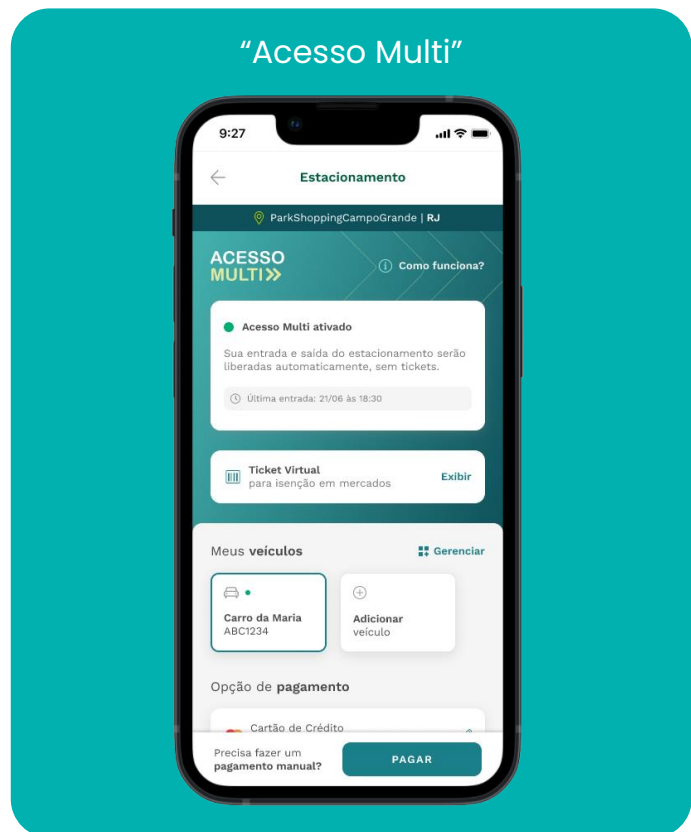 “Acesso Multi”
9:27
Estacionamento
ParkShoppingCampoGrande | RJ
ACESSO
MULTI
Como funciona?
Acesso Multi ativado
Sua entrada e saída do estacionamento serão
liberadas automaticamente, sem tickets.
Última entrada: 21/06 às 18:30
Ticket Virtual
para isenção em mercados
Exibir
Meus veículos
Gerenciar
Carro da Maria
ABC1234
Adicionar
veículo
Opção de pagamento
Cartão de Crédito
Precisa fazer um
pagamento manual?
PAGAR